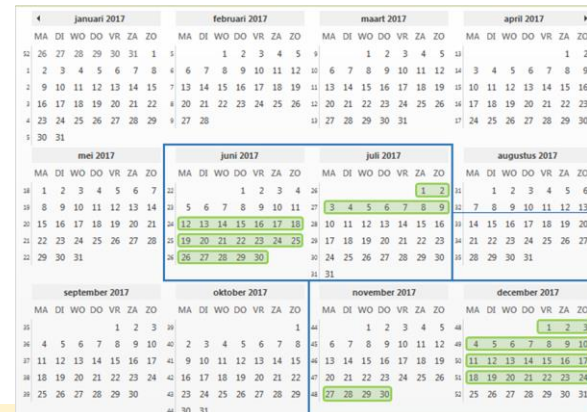 januari 2017
MA DI WO DO VR ZA ZO
52 26 27 28 29 30 31 1
1 2 3 4 5 6 7 8
2 9 10 11 12 13 14 15
3 16 17 18 19 20 21 22
4 23 24 25 26 27 28 29
5 30 31
februari 2017
MA DI WO DO VR ZA ZO
5 1 2 3 4 5
6 6 7 8 9 10 11 12
7 13 14 15 16 17 18 19
8 20 21 22 23 24 25 26
9 27 28
maart 2017
MA DI WO DO VR ZA ZO
9 1 2 3 4 5
10 6 7 8 9 10 11 12
11 13 14 15 16 17 18 19
12 20 21 22 23 24 25 26
13 27 28 29 30 31
april 2017
MA DI WO DO VR ZA ZO
13 1 2
14 3 4 5 6 7 8 9
15 10 11 12 13 14 15 16
16 17 18 19 20 21 22 23
17 24 25 26 27 28 29 30
mei 2017
MA DI WO DO VR ZA ZO
18 1 2 3 4 5 6 7
19 8 9 10 11 12 13 14
20 15 16 17 18 19 20 21
21 22 23 24 25 26 27 28
22 29 30 31
juni 2017
MA DI WO DO VR ZA ZO
22 1 2 3 4
23 5 6 7 8 9 10 11
24 12 13 14 15 16 17 18
25 19 20 21 22 23 24 25
26 26 27 28 29 30
juli 2017
MA DI WO DO VR ZA ZO
26 1 2
27 3 4 5 6 7 8 9
28 10 11 12 13 14 15 16
29 17 18 19 20 21 22 23
30 24 25 26 27 28 29 30
31 31
augustus 2017
MA DI WO DO VR ZA ZO
31 1 2 3 4 5 6
32 7 8 9 10 11 12 13
33 14 15 16 17 18 19 20
34 21 22 23 24 25 26 27
35 28 29 30 31
september 2017
MA DI WO DO VR ZA ZO
35 1 2 3
36 4 5 6 7 8 9 10
37 11 12 13 14 15 16 17
38 18 19 20 21 22 23 24
39 25 26 27 28 29 30
oktober 2017
MA DI WO DO VR ZA ZO
39 1
40 2 3 4 5 6 7 8
41 9 10 11 12 13 14 15
42 16 17 18 19 20 21 22
43 23 24 25 26 27 28 29
44 30 31
november 2017
MA DI WO DO VR ZA ZO
44 1 2 3 4 5
45 6 7 8 9 10 11 12
46 13 14 15 16 17 18 19
47 20 21 22 23 24 25 26
48 27 28 29 30
december 2017
MA DI WO DO VR ZA ZO
48 1 2 3
49 4 5 6 7 8 9 10
50 11 12 13 14 15 16 17
51 18 19 20 21 22 23 24
52 25 26 27 28 29 30 31